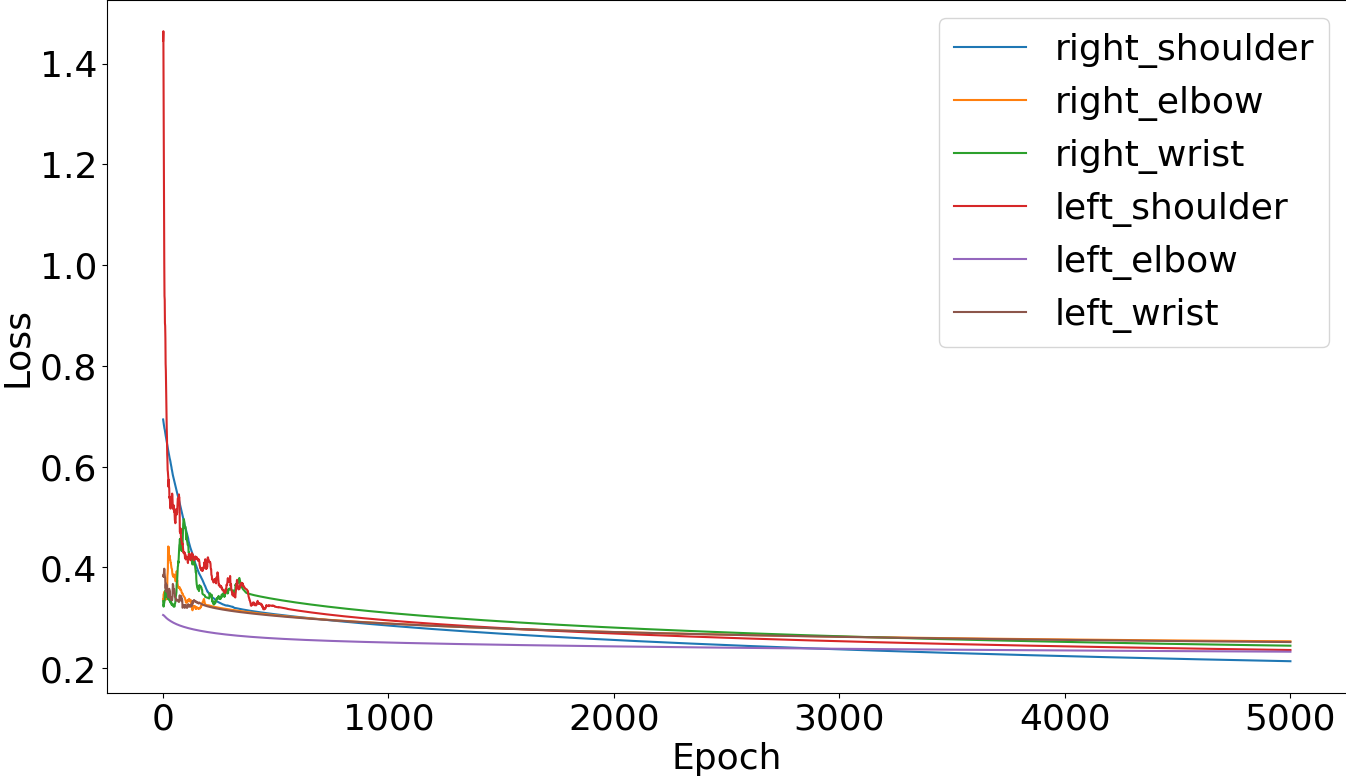 1.4
1.2
1.0
0.8
0.6
0.4
0.2
Loss
0 1000 2000 3000 4000 5000
Epoch
right_shoulder
right_elbow
right_wrist
left_shoulder
left_elbow
left_wrist